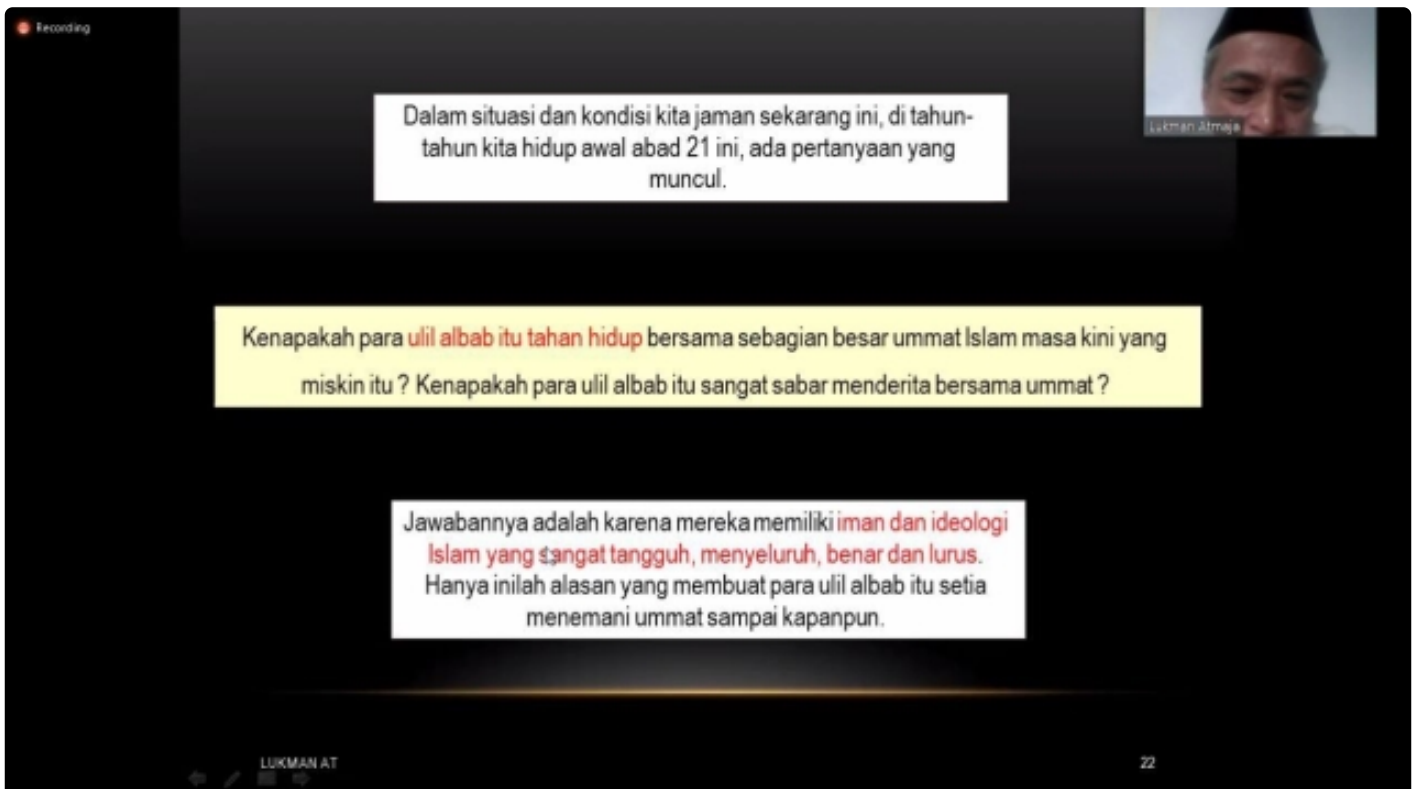 Recording
Dalam situasi dan kondisi kita jaman sekarang ini, di tahun-
tahun kita hidup awal abad 21 ini, ada pertanyaan yang
muncul.
Lukman Atmaja
Kenapakah para ulil albab itu tahan hidup bersama sebagian besar ummat Islam masa kini yang
miskin itu ? Kenapakah para ulil albab itu sangat sabar menderita bersama ummat ?
Jawabannya adalah karena mereka memiliki iman dan ideologi
Islam yang sangat tangguh, menyeluruh, benar dan lurus.
Hanya inilah alasan yang membuat para ulil albab itu setia
menemani ummat sampai kapanpun.
LUKMAN AT
22